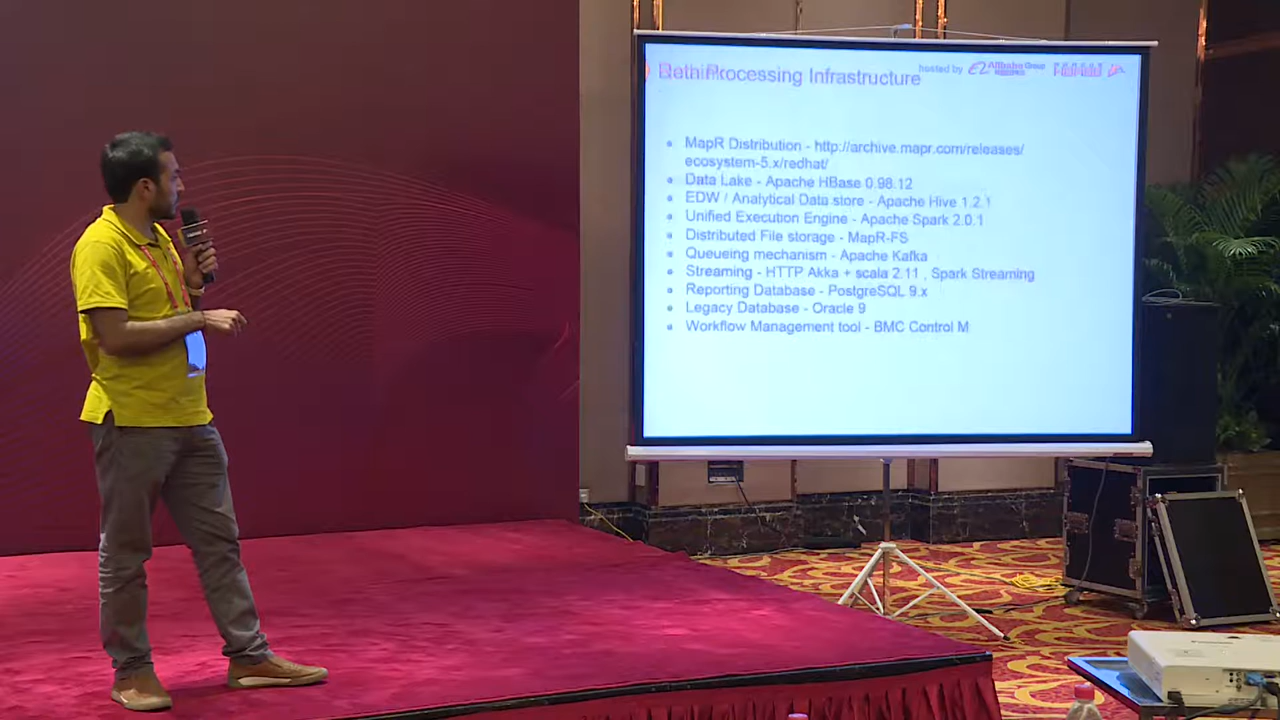 Processing Infrastructure
hosted by Alibaba Group
MapR Distribution - http://archive.mapr.com/releases/
ecosystem-5.x/redhat/
Data Lake - Apache HBase 0.98.12
EDW / Analytical Data store - Apache Hive 1.2.1
Unified Execution Engine - Apache Spark 2.0.1
Distributed File storage - MapR-FS
Queueing mechanism - Apache Kafka
Streaming - HTTP Akka + scala 2.11 , Spark Streaming
Reporting Database - PostgreSQL 9.x
Legacy Database - Oracle 9
Workflow Management tool - BMC Control M